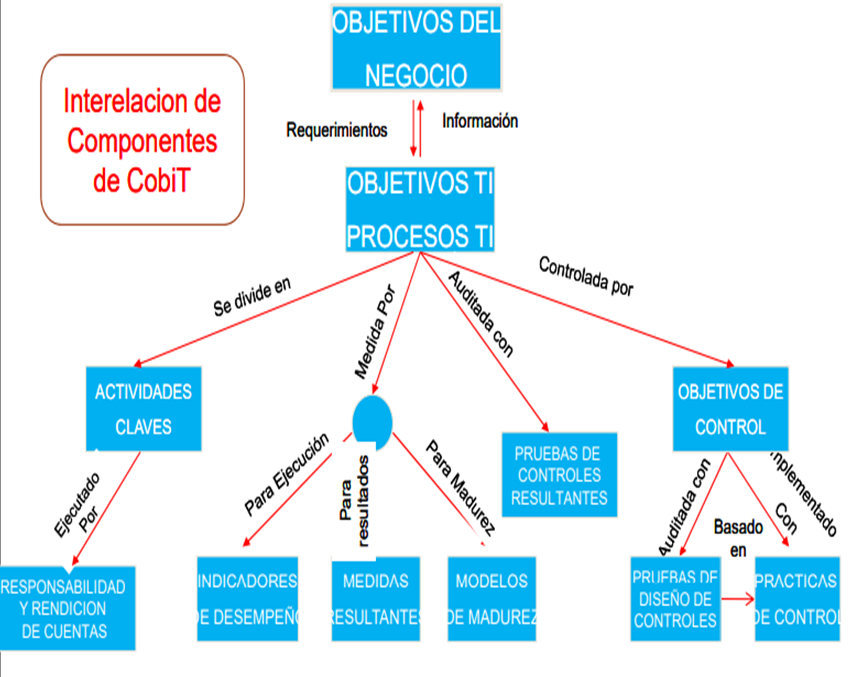 OBJETIVOS DEL
NEGOCIO
Interelacion de
Componentes
de CobiT
Requerimientos
Información
OBJETIVOS TI
PROCESOS TI
Se divide en
Medida Por
Auditada con
Controlada por
ACTIVIDADES
CLAVES
OBJETIVOS DE
CONTROL
PRUEBAS DE
CONTROLES
RESULTANTES
Ejecutado
Por
Para Ejecución
Para
resultados
Para Madurez
Auditada con
Basado
en
Implementado
Con
RESPONSABILIDAD
Y RENDICION
DE CUENTAS
INDICADORES
DE DESEMPEÑO
MEDIDAS
RESULTANTES
MODELOS
DE MADUREZ
PRUEBAS DE
DISEÑO DE
CONTROLES
PRACTICAS
DE CONTROL